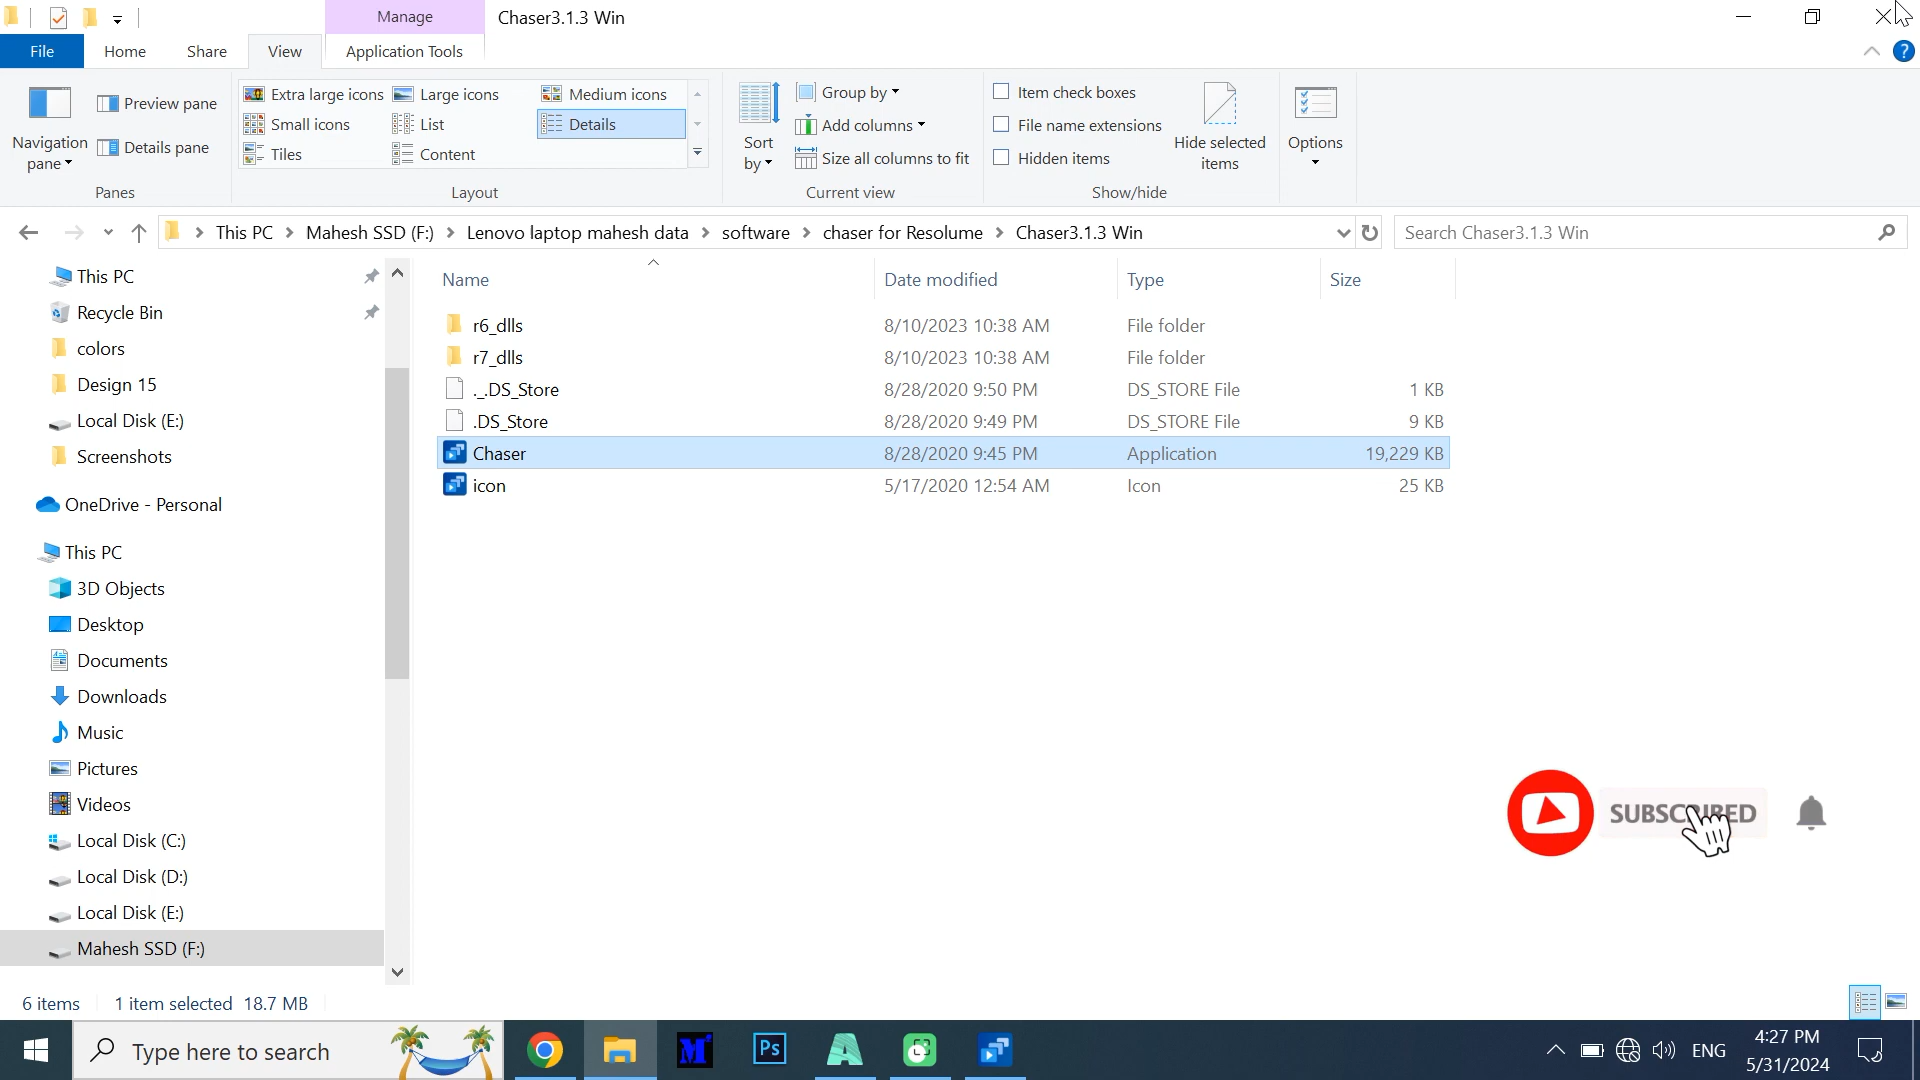 Manage
Chaser3.1.3 Win
File
Home
Share
View
Application Tools
Navigation pane
Preview pane
Details pane
Panes
Extra large icons
Large icons
Medium icons
Small icons
List
Details
Tiles
Content
Layout
Sort by
Group by
Add columns
Size all columns to fit
Current view
Item check boxes
File name extensions
Hidden items
Hide selected items
Show/hide
Options
?
This PC > Mahesh SSD (F:) > Lenovo laptop mahesh data > software > chaser for Resolume > Chaser3.1.3 Win
Search Chaser3.1.3 Win
This PC
Recycle Bin
colors
Design 15
Local Disk (E:)
Screenshots
OneDrive - Personal
This PC
3D Objects
Desktop
Documents
Downloads
Music
Pictures
Videos
Local Disk (C:)
Local Disk (D:)
Local Disk (E:)
Mahesh SSD (F:)
Name Date modified Type Size
r6_dlls 8/10/2023 10:38 AM File folder
r7_dlls 8/10/2023 10:38 AM File folder
._.DS_Store 8/28/2020 9:50 PM DS_STORE File 1 KB
.DS_Store 8/28/2020 9:49 PM DS_STORE File 9 KB
Chaser 8/28/2020 9:45 PM Application 19,229 KB
icon 5/17/2020 12:54 AM Icon 25 KB
SUBSCRIBED
6 items 1 item selected 18.7 MB
Type here to search
M
Ps
ENG
4:27 PM
5/31/2024